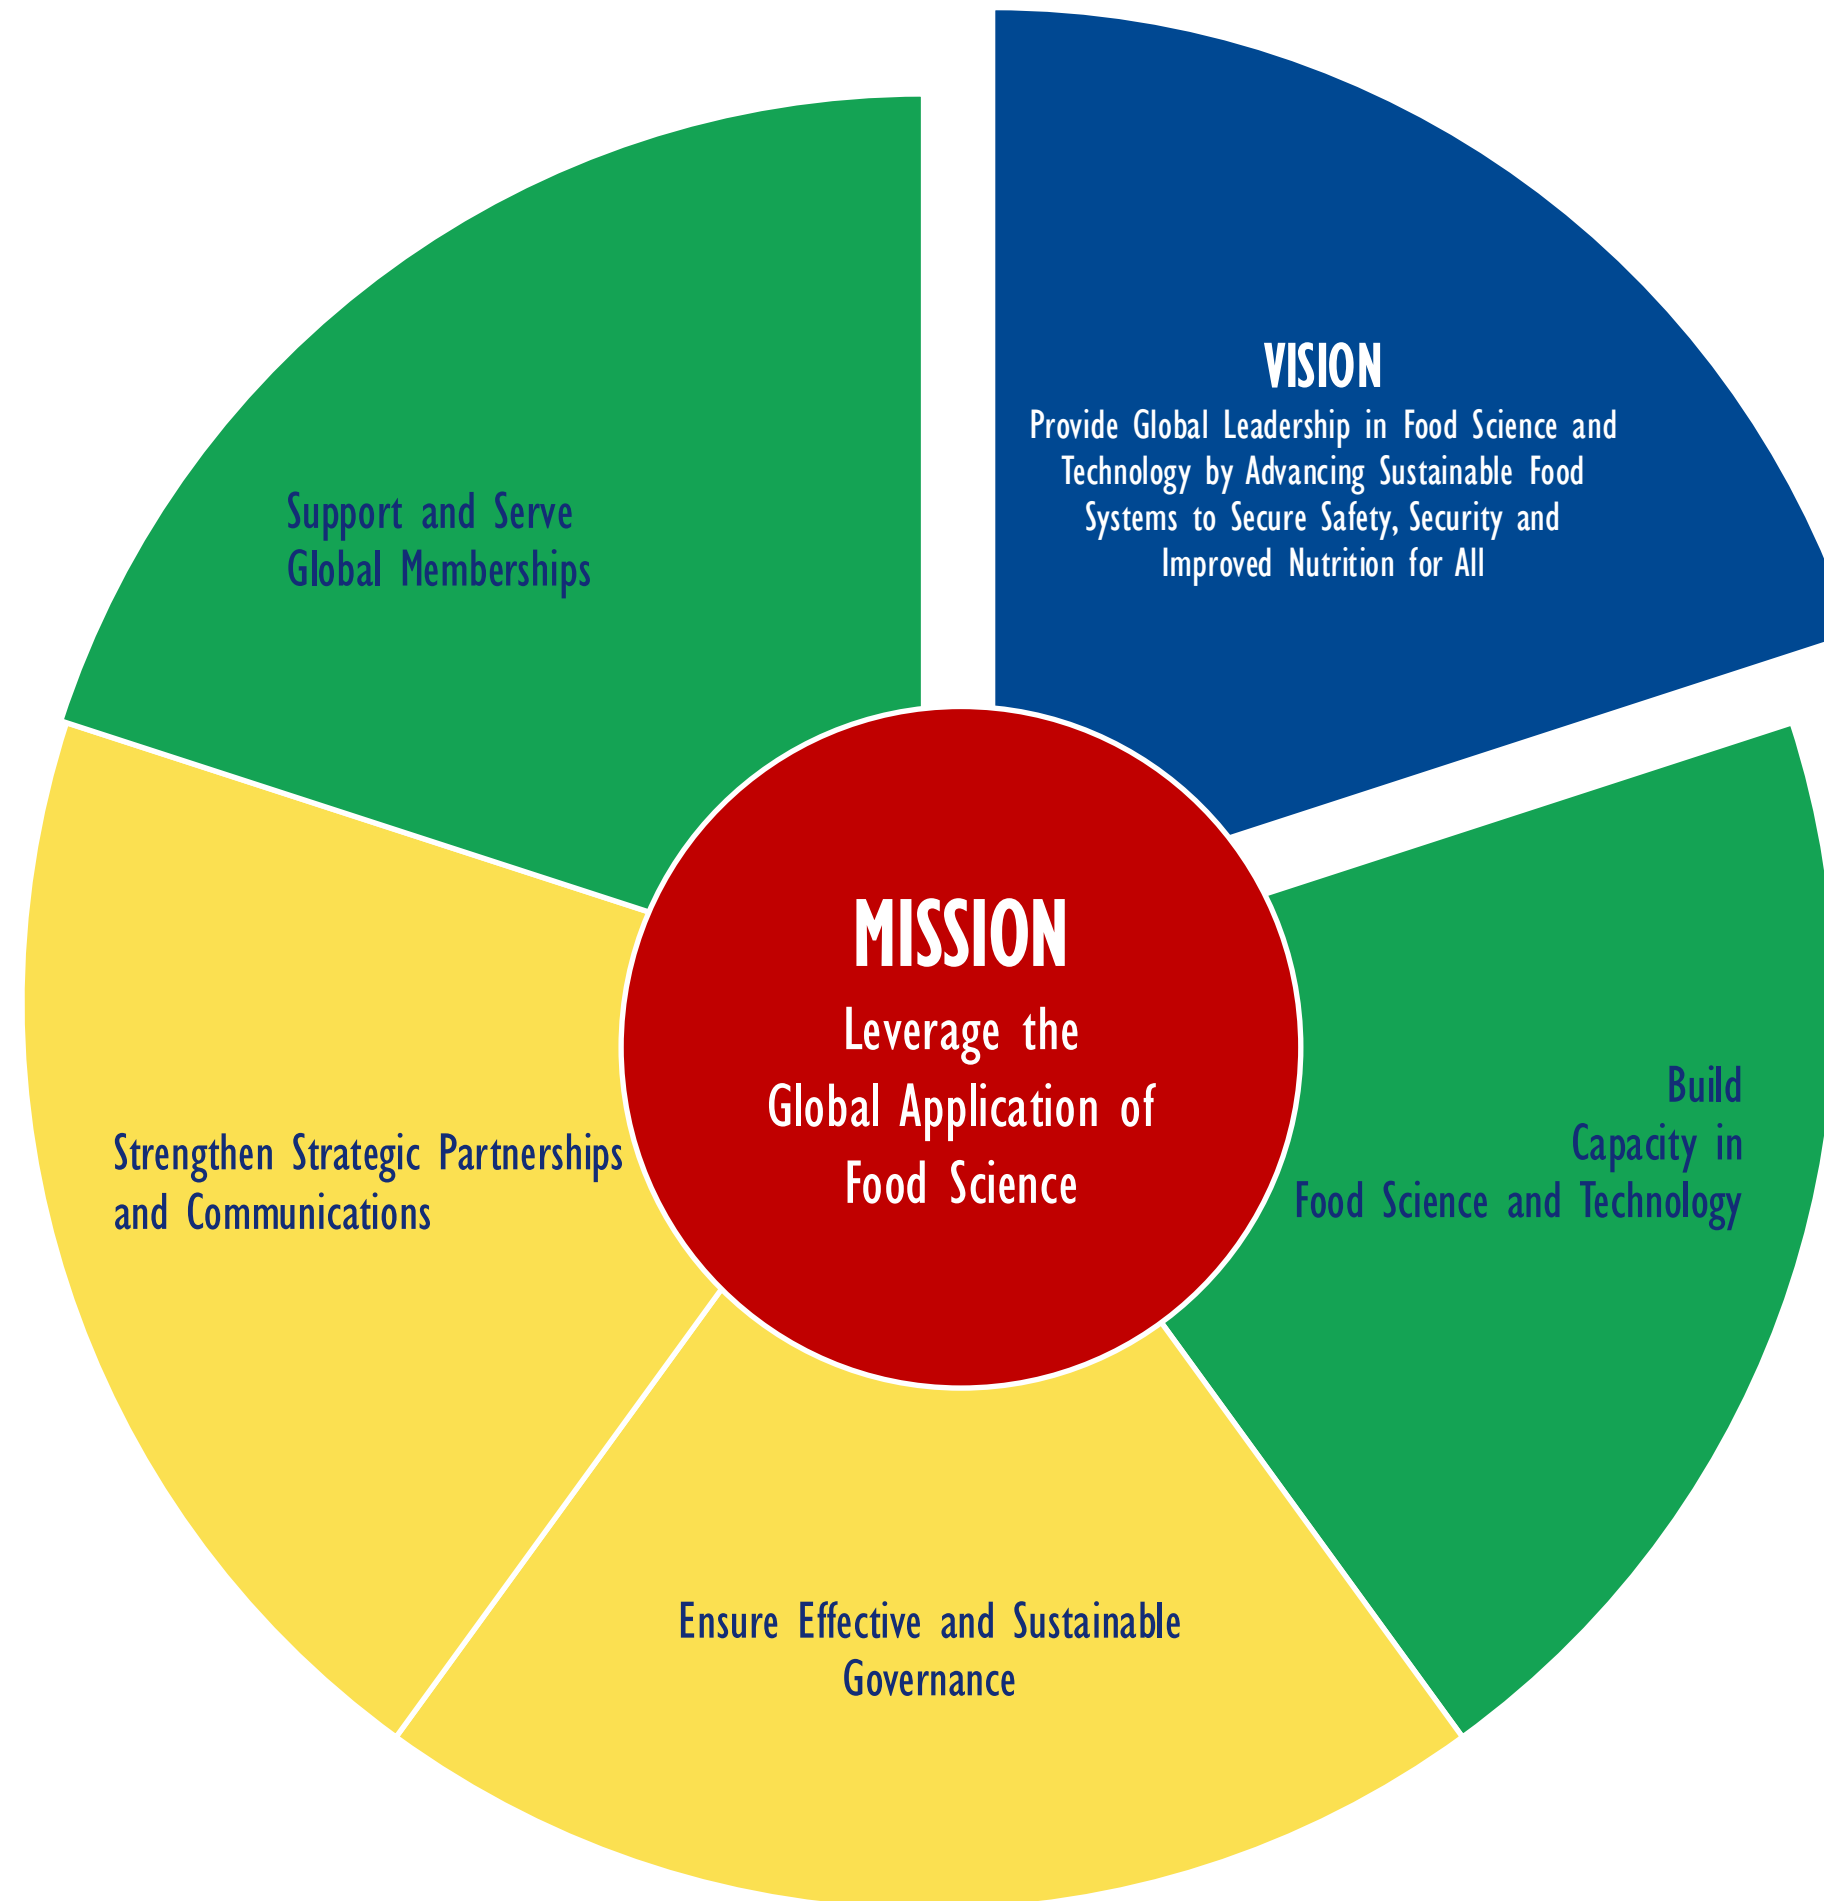 VISION
Provide Global Leadership in Food Science and
Technology by Advancing Sustainable Food
Systems to Secure Safety, Security and
Improved Nutrition for All
Support and Serve
Global Memberships
MISSION
Leverage the
Global Application of
Food Science
Build
Capacity in
Food Science and Technology
Strengthen Strategic Partnerships
and Communications
Ensure Effective and Sustainable
Governance